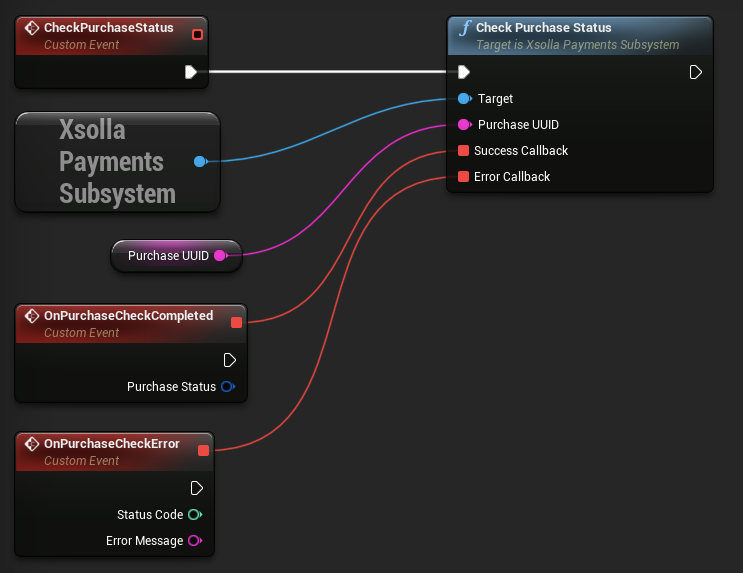 CheckPurchaseStatus
Custom Event
Xsolla
Payments
Subsystem
Purchase UUID
OnPurchaseCheckCompleted
Custom Event
Purchase Status
OnPurchaseCheckError
Custom Event
Status Code
Error Message
f
Check Purchase Status
Target is Xsolla Payments Subsystem
Target
Purchase UUID
Success Callback
Error Callback